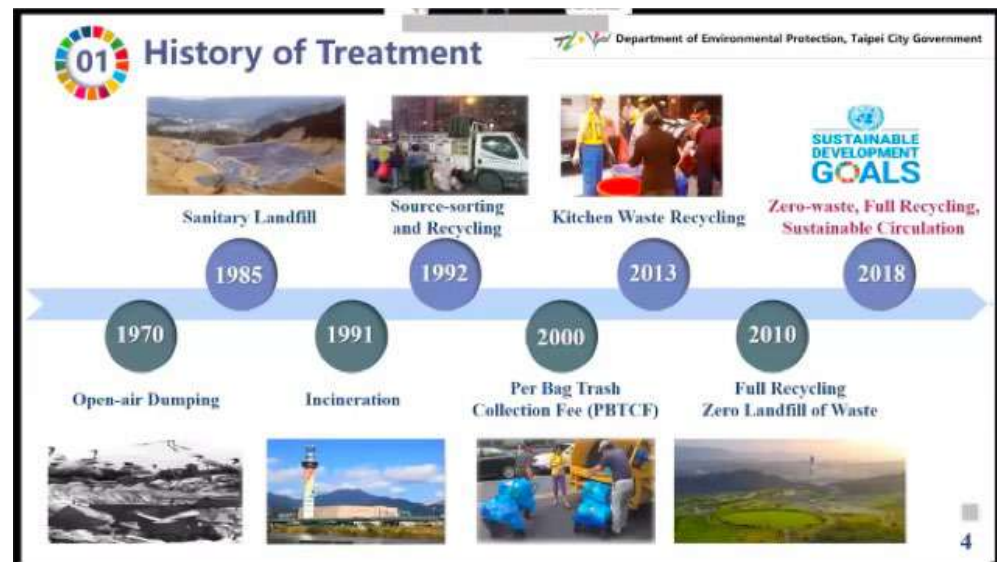 01
History of Treatment
Department of Environmental Protection, Taipei City Government
SUSTAINABLE
DEVELOPMENT
GOALS
Sanitary Landfill
Source-sorting
and Recycling
Kitchen Waste Recycling
Zero-waste, Full Recycling,
Sustainable Circulation
1985
1992
2013
2018
1970
1991
2000
2010
Open-air Dumping
Incineration
Per Bag Trash
Collection Fee (PBTCF)
Full Recycling
Zero Landfill of Waste
4